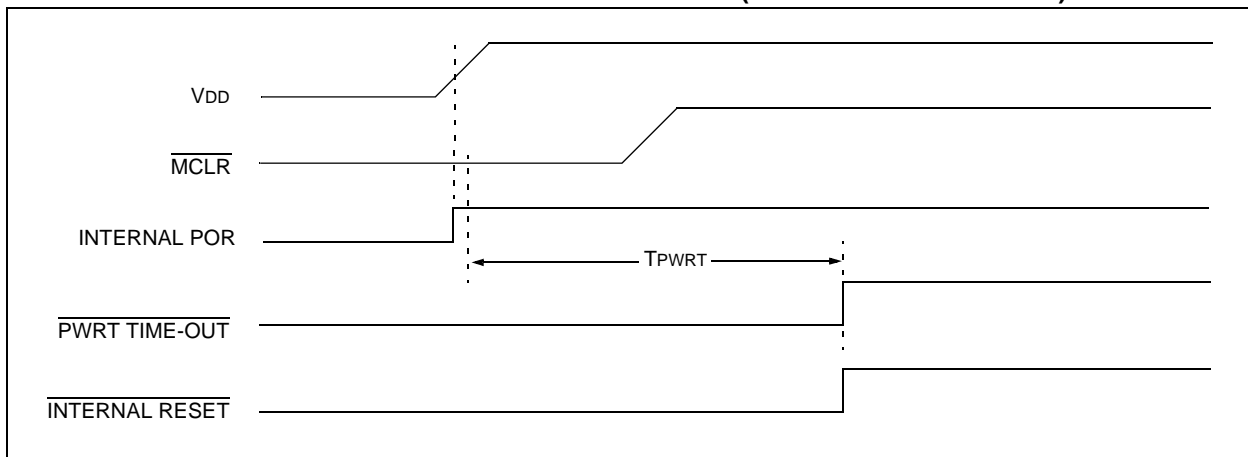 VDD
MCLR
INTERNAL POR
TPWRT
PWRT TIME-OUT
INTERNAL RESET